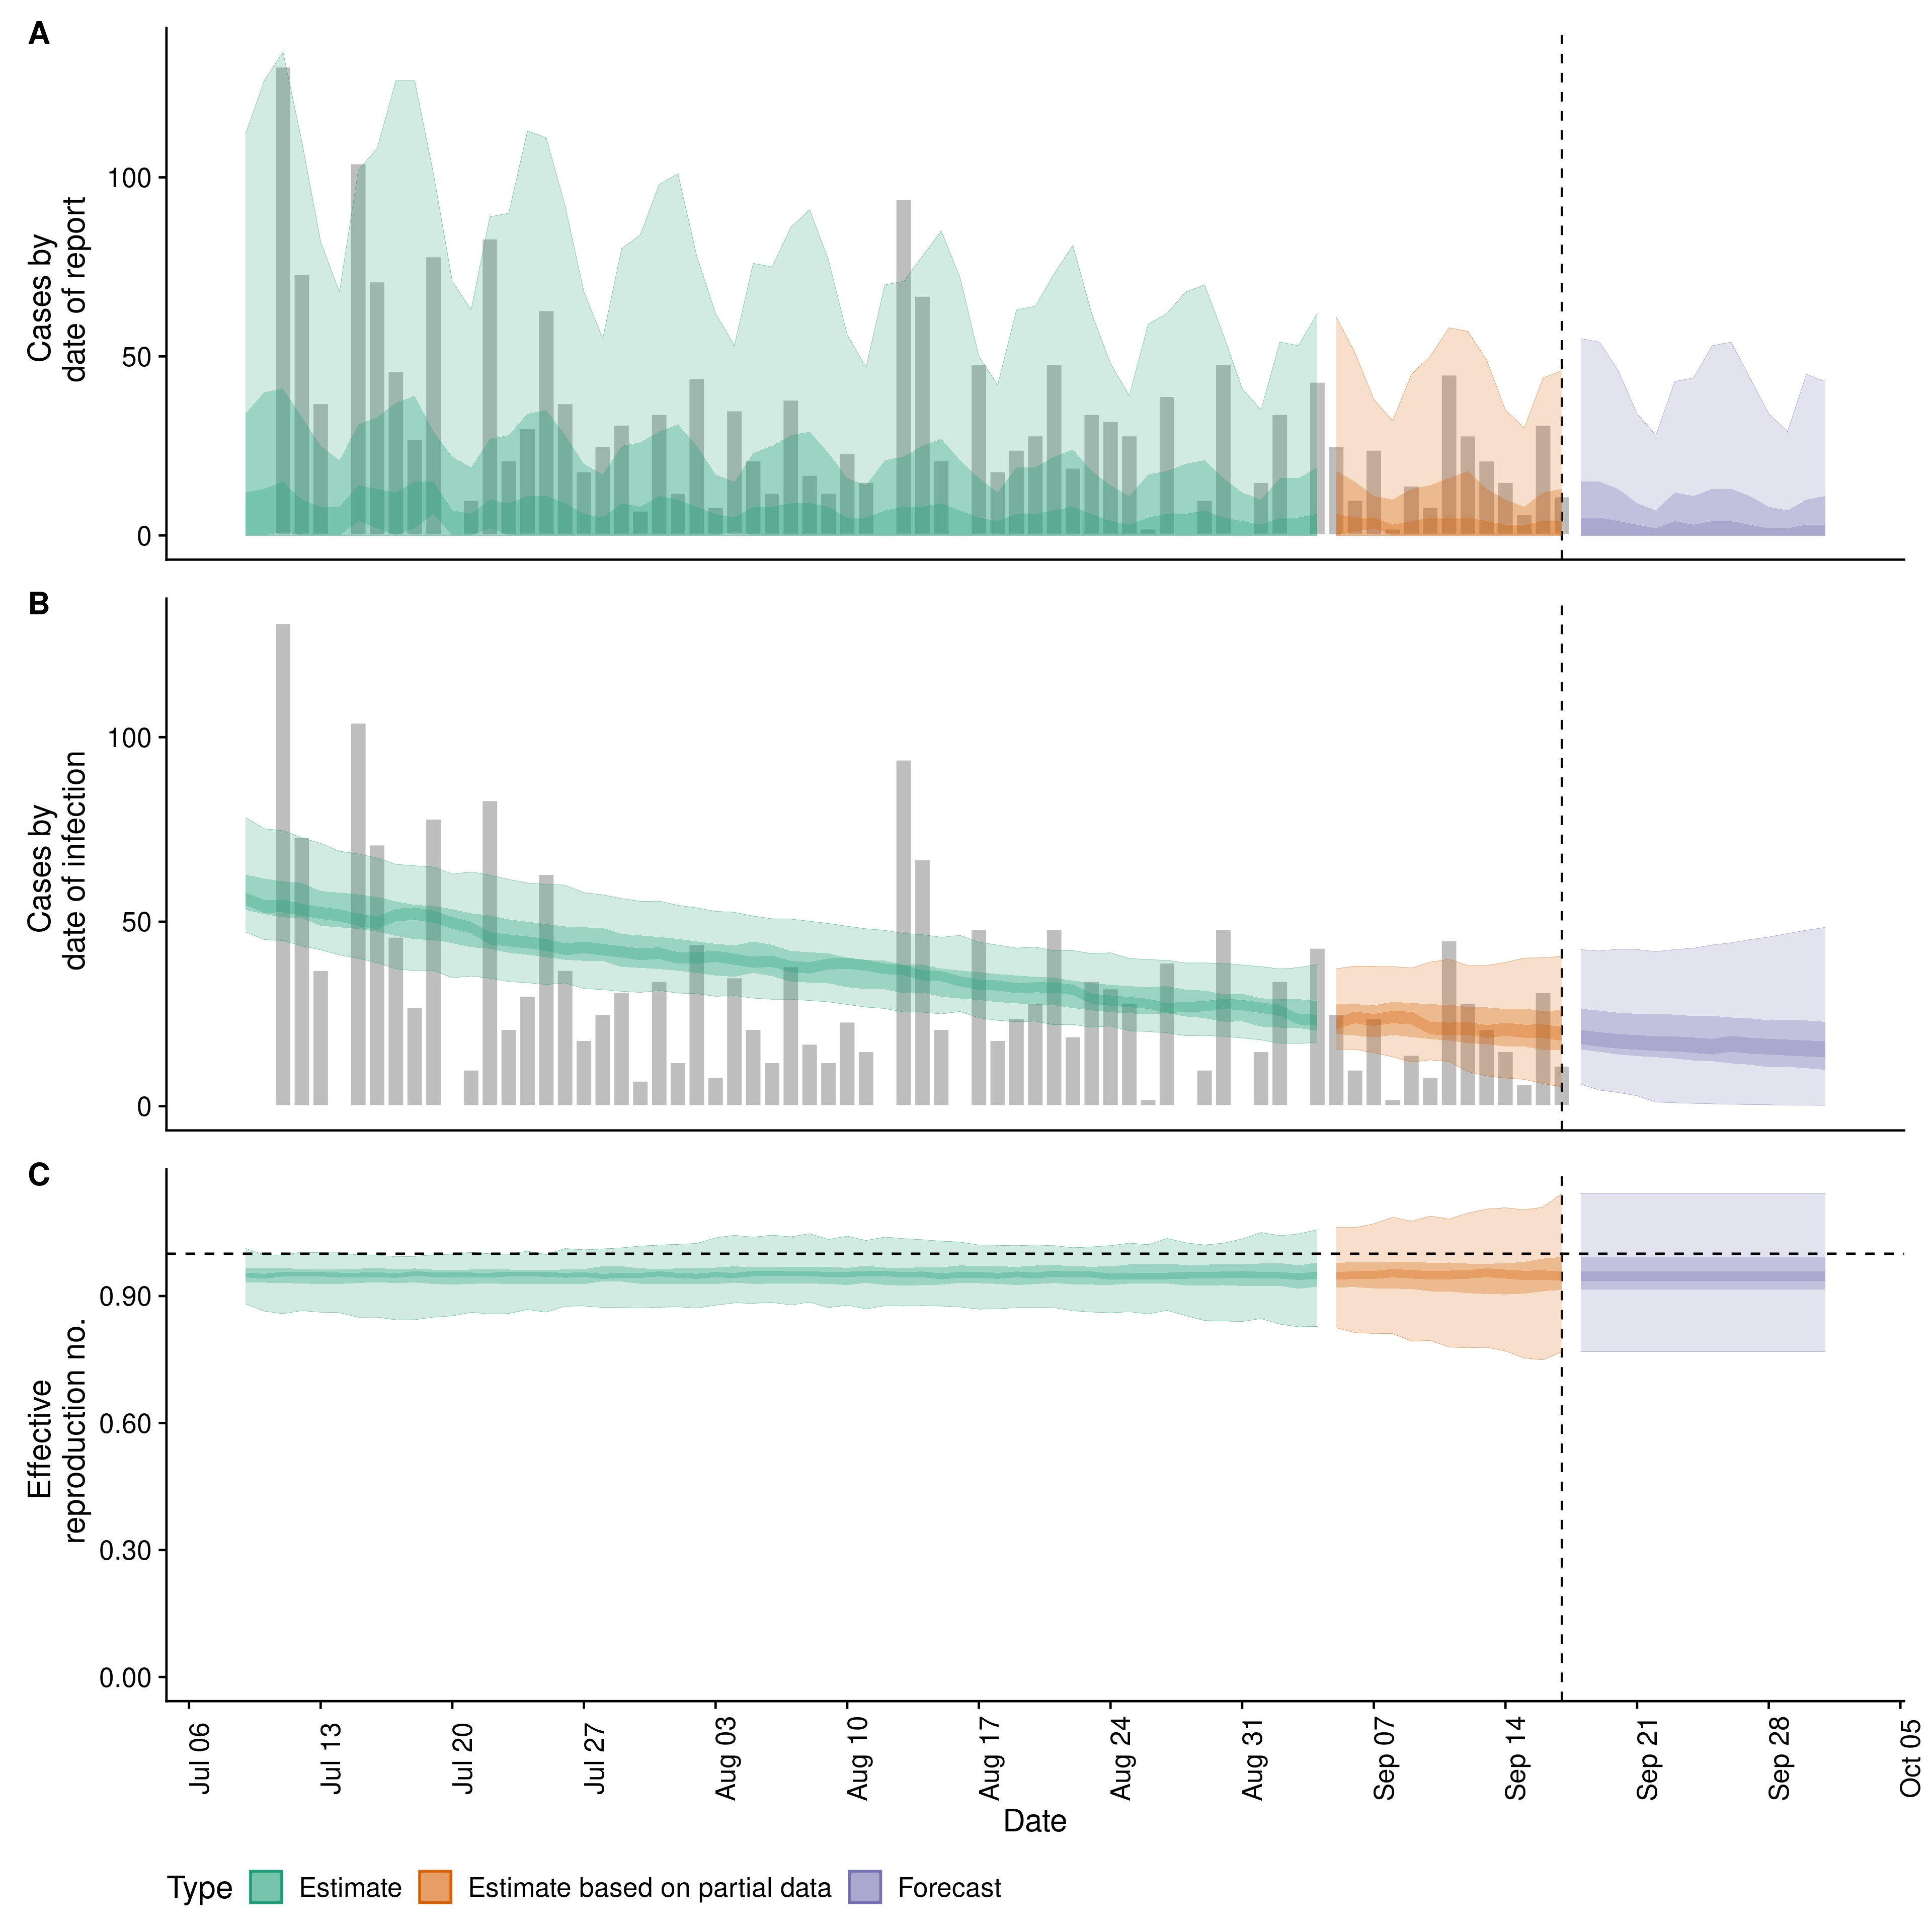 A
Cases by
date of report
100
50
0
B
Cases by
date of infection
100
50
0
C
Effective
reproduction no.
0.90
0.60
0.30
0.00
Jul 06
Jul 13
Jul 20
Jul 27
Aug 03
Aug 10
Aug 17
Aug 24
Aug 31
Sep 07
Sep 14
Sep 21
Sep 28
Oct 05
Date
Type Estimate Estimate based on partial data Forecast